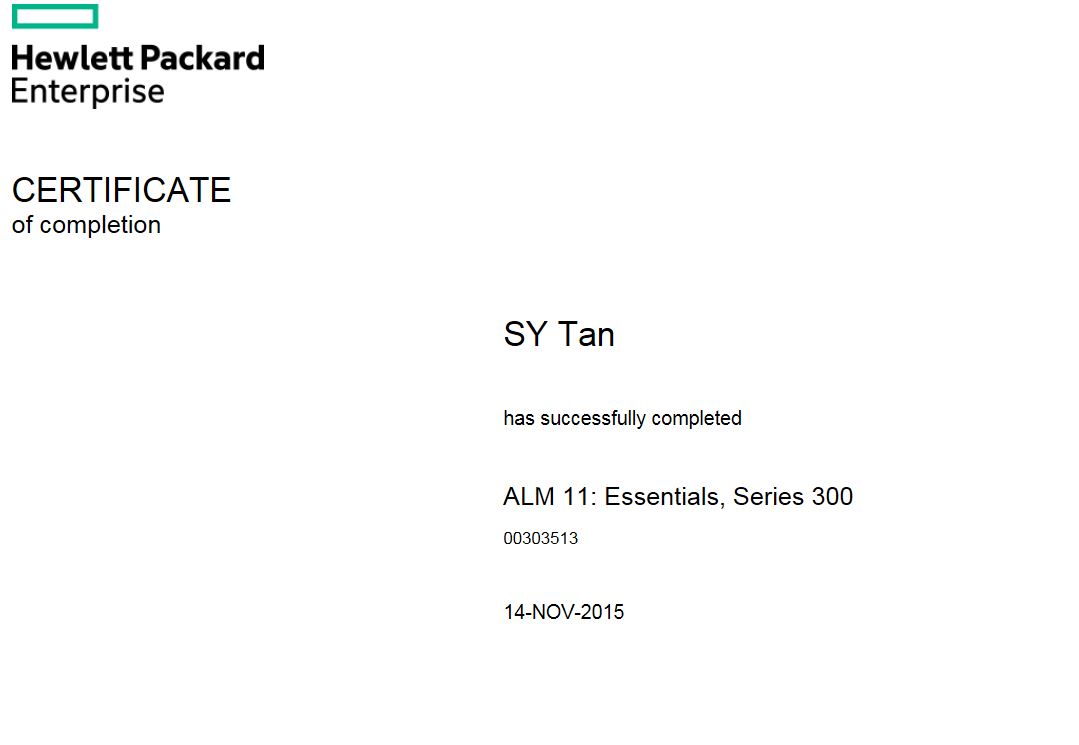 Hewlett Packard
Enterprise
CERTIFICATE
of completion
SY Tan
has successfully completed
ALM 11: Essentials, Series 300
00303513
14-NOV-2015